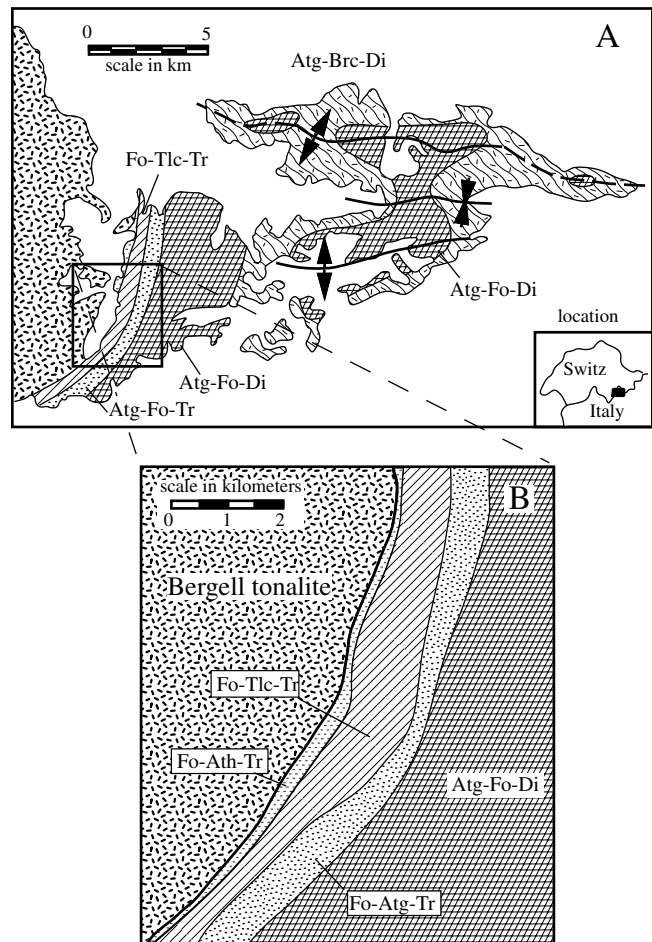 0 5
scale in km
A
Atg-Brc-Di
Fo-Tlc-Tr
Atg-Fo-Di
location
Switz
Italy
Atg-Fo-Di
Atg-Fo-Tr
scale in kilometers
0 1 2
B
Bergell tonalite
Fo-Tlc-Tr
Fo-Ath-Tr
Atg-Fo-Di
Fo-Atg-Tr